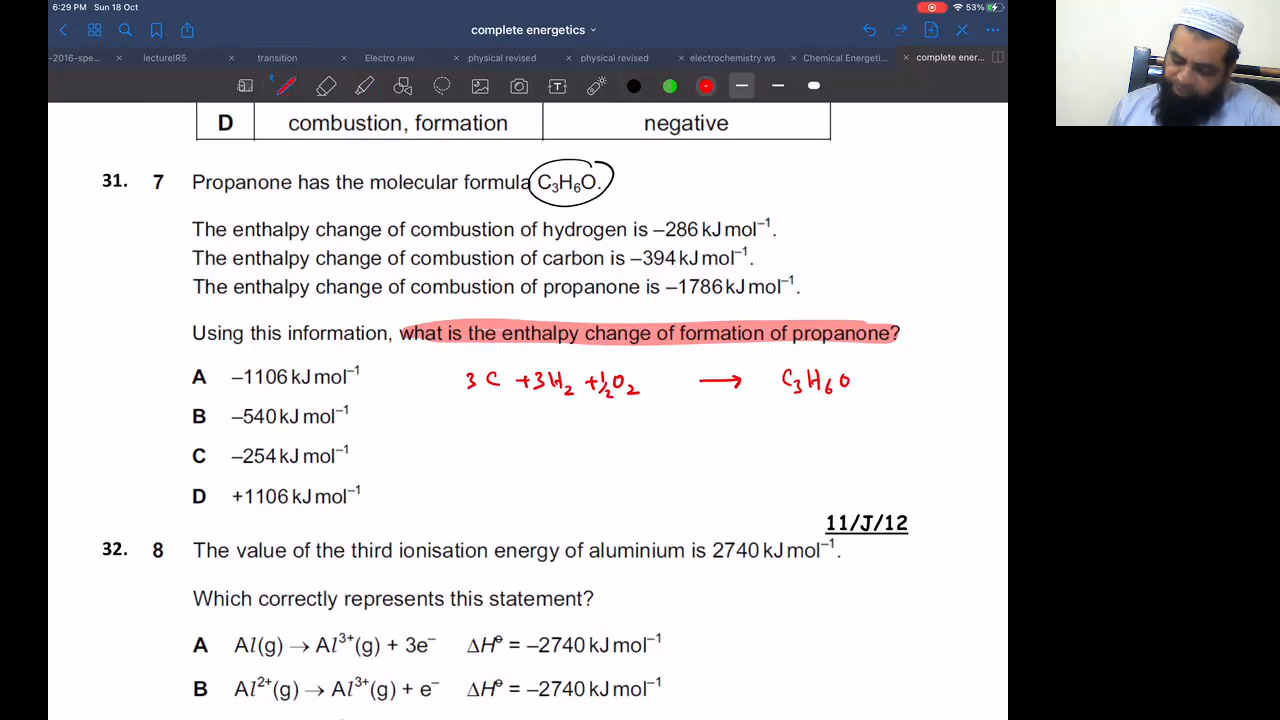 6:29 PM Sun 18 Oct
53%
complete energetics
-2016-spe...
lectureIR5
transition
Electro new
physical revised
physical revised
electrochemistry ws
Chemical Energeti...
complete ener...
D combustion, formation negative
31. 7 Propanone has the molecular formula C₃H₆O.
The enthalpy change of combustion of hydrogen is –286 kJ mol⁻¹.
The enthalpy change of combustion of carbon is –394 kJ mol⁻¹.
The enthalpy change of combustion of propanone is –1786 kJ mol⁻¹.
Using this information, what is the enthalpy change of formation of propanone?
A –1106 kJ mol⁻¹
3C + 3H₂ + ½O₂ → C₃H₆O
B –540 kJ mol⁻¹
C –254 kJ mol⁻¹
D +1106 kJ mol⁻¹
11/J/12
32. 8 The value of the third ionisation energy of aluminium is 2740 kJ mol⁻¹.
Which correctly represents this statement?
A Al(g) → Al³⁺(g) + 3e⁻ ΔH⦵ = –2740 kJ mol⁻¹
B Al²⁺(g) → Al³⁺(g) + e⁻ ΔH⦵ = –2740 kJ mol⁻¹